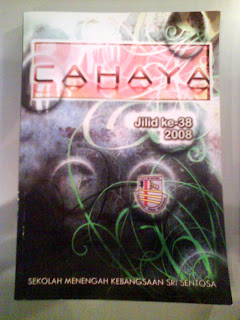 CAHAYA
Jilid ke-38
2008
SEKOLAH MENENGAH KEBANGSAAN SRI SENTOSA